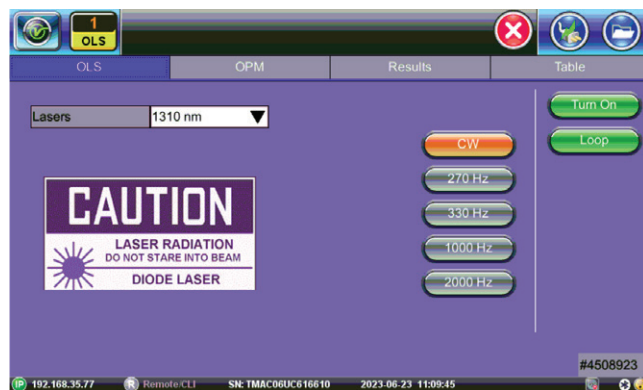 1
OLS
OLS OPM Results Table
Lasers 1310 nm
Turn On
Loop
CW
270 Hz
330 Hz
1000 Hz
2000 Hz
CAUTION
LASER RADIATION
DO NOT STARE INTO BEAM
DIODE LASER
#4508923
IP 192.168.35.77 R Remote/CLI SN: TMAC06UC616610 2023-06-23 11:09:45